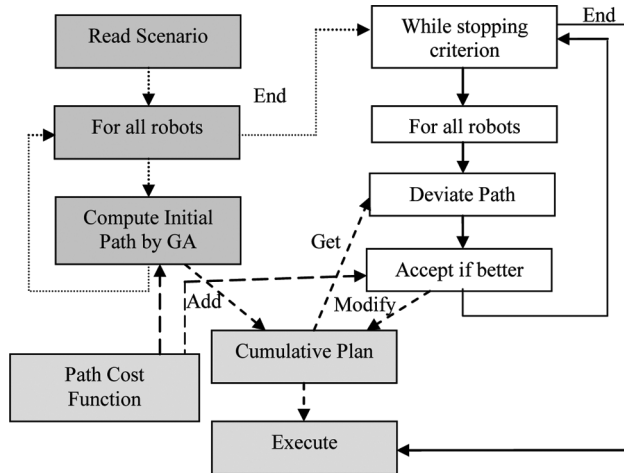 Read Scenario
End
For all robots
Compute Initial
Path by GA
Add
Path Cost
Function
While stopping
criterion
End
For all robots
Deviate Path
Get
Accept if better
Modify
Cumulative Plan
Execute